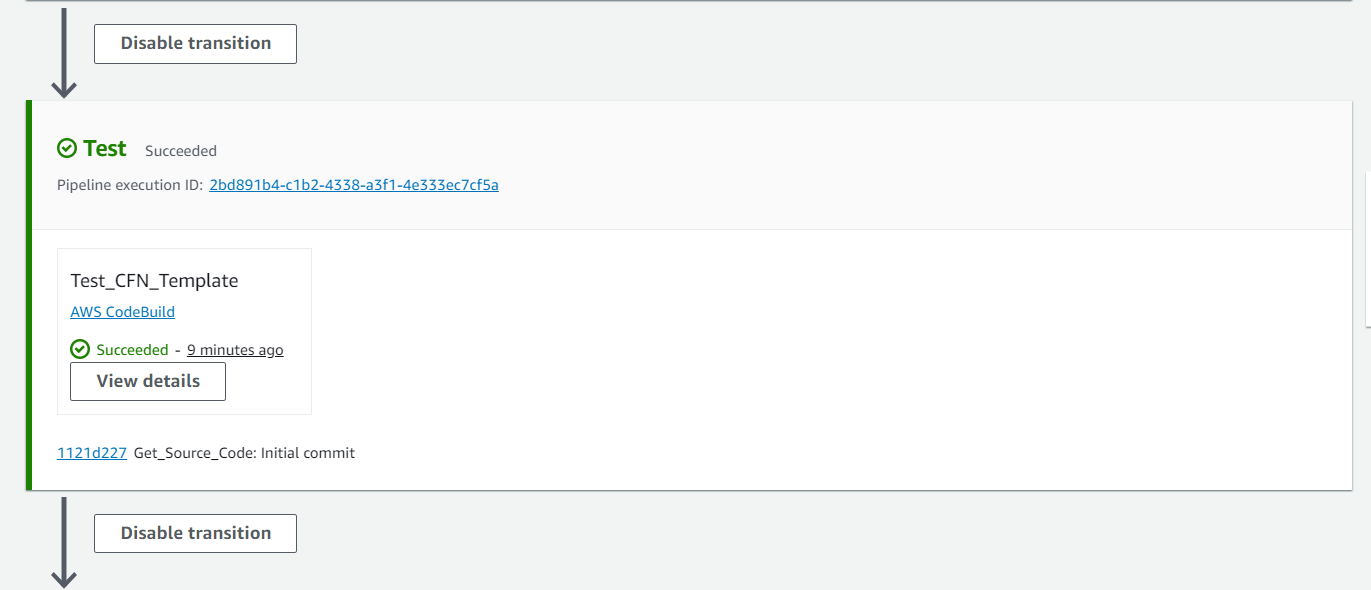 Disable transition
Test Succeeded
Pipeline execution ID: 2bd891b4-c1b2-4338-a3f1-4e333ec7cf5a
Test_CFN_Template
AWS CodeBuild
Succeeded - 9 minutes ago
View details
1121d227 Get_Source_Code: Initial commit
Disable transition